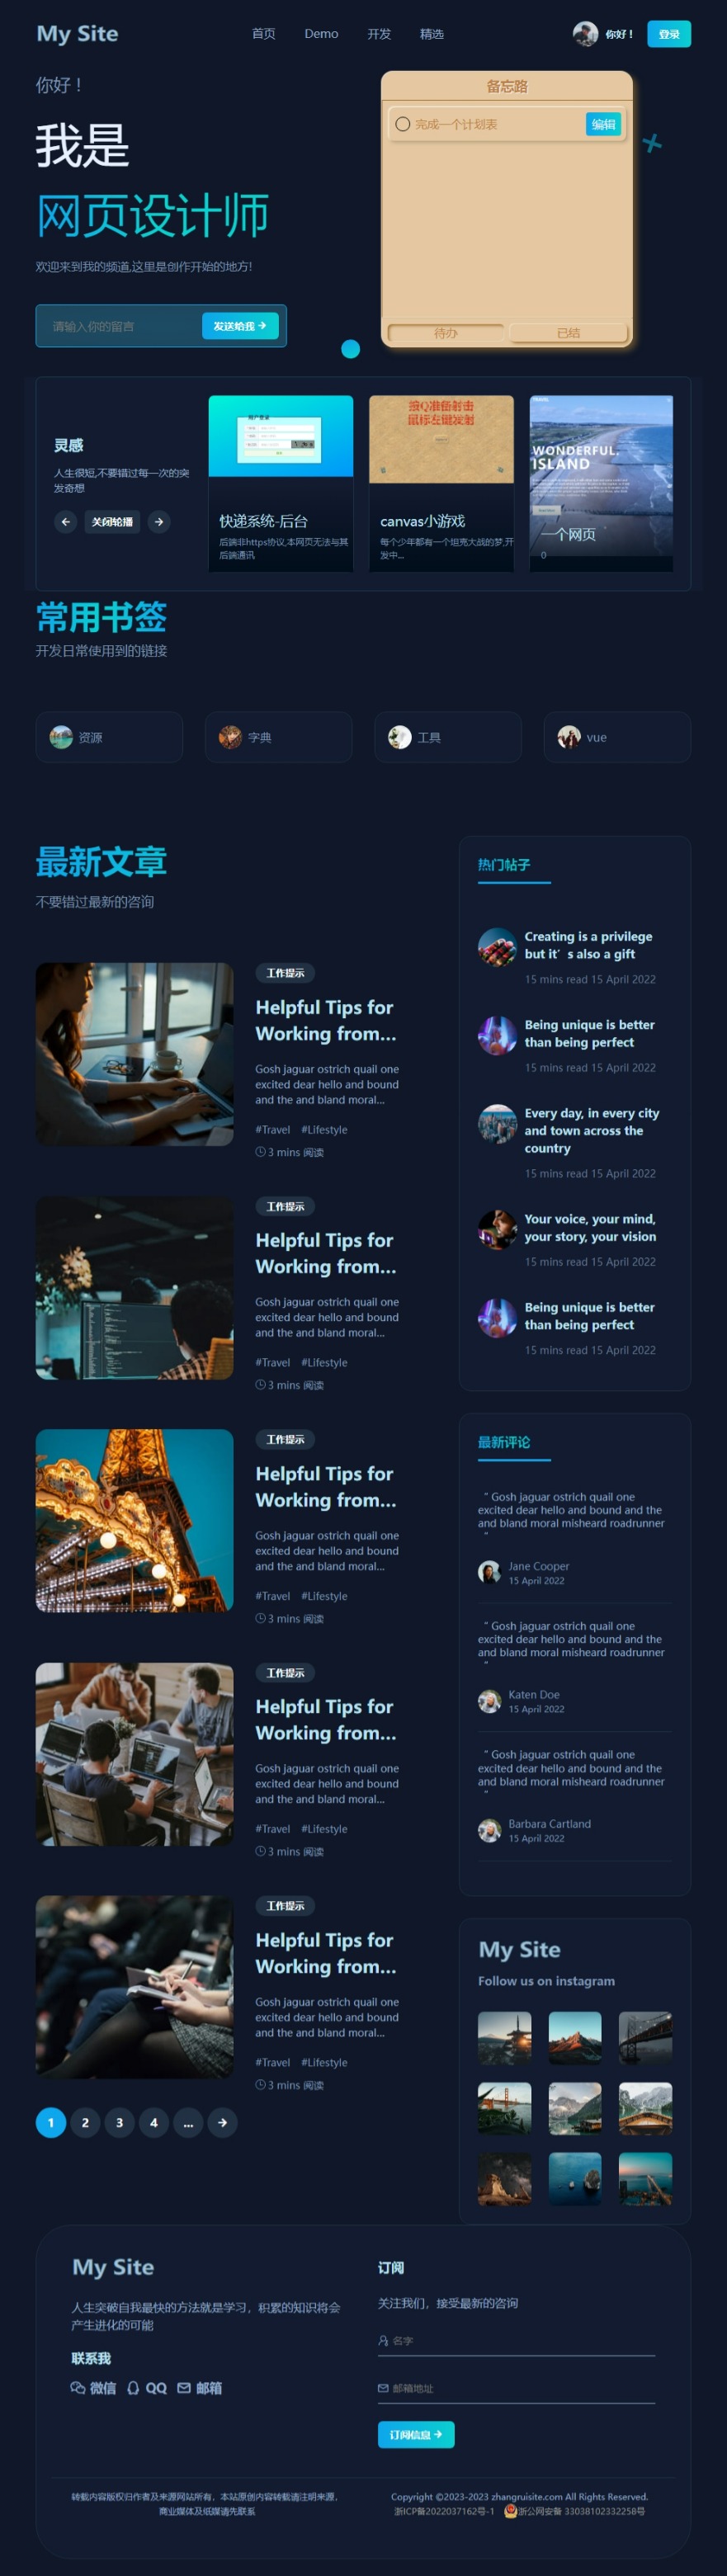 My Site
首页 Demo 开发 精选
你好！
登录
你好！
我是
网页设计师
欢迎来到我的频道,这里是创作开始的地方!
请输入你的留言
发送给我
备忘路
完成一个计划表
编辑
待办
已结
灵感
人生很短,不要错过每一次的突
发奇想
关闭轮播
快递系统-后台
后端非https协议,本网页无法与其
后端通讯
按Q准备射击
鼠标左键发射
canvas小游戏
每个少年都有一个坦克大战的梦,开
发中...
WONDERFUL.
ISLAND
一个网页
0
常用书签
开发日常使用到的链接
资源
字典
工具
vue
最新文章
不要错过最新的咨询
工作提示
Helpful Tips for
Working from...
Gosh jaguar ostrich quail one
excited dear hello and bound
and the and bland moral...
#Travel #Lifestyle
3 mins 阅读
工作提示
Helpful Tips for
Working from...
Gosh jaguar ostrich quail one
excited dear hello and bound
and the and bland moral...
#Travel #Lifestyle
3 mins 阅读
工作提示
Helpful Tips for
Working from...
Gosh jaguar ostrich quail one
excited dear hello and bound
and the and bland moral...
#Travel #Lifestyle
3 mins 阅读
工作提示
Helpful Tips for
Working from...
Gosh jaguar ostrich quail one
excited dear hello and bound
and the and bland moral...
#Travel #Lifestyle
3 mins 阅读
工作提示
Helpful Tips for
Working from...
Gosh jaguar ostrich quail one
excited dear hello and bound
and the and bland moral...
#Travel #Lifestyle
3 mins 阅读
1 2 3 4 ...
热门帖子
Creating is a privilege
but it’s also a gift
15 mins read 15 April 2022
Being unique is better
than being perfect
15 mins read 15 April 2022
Every day, in every city
and town across the
country
15 mins read 15 April 2022
Your voice, your mind,
your story, your vision
15 mins read 15 April 2022
Being unique is better
than being perfect
15 mins read 15 April 2022
最新评论
“ Gosh jaguar ostrich quail one
excited dear hello and bound and the
and bland moral misheard roadrunner
“
Jane Cooper
15 April 2022
“ Gosh jaguar ostrich quail one
excited dear hello and bound and the
and bland moral misheard roadrunner
“
Katen Doe
15 April 2022
“ Gosh jaguar ostrich quail one
excited dear hello and bound and the
and bland moral misheard roadrunner
“
Barbara Cartland
15 April 2022
My Site
Follow us on instagram
My Site
人生突破自我最快的方法就是学习，积累的知识将会
产生进化的可能
联系我
微信 QQ 邮箱
订阅
关注我们，接受最新的咨询
名字
邮箱地址
订阅信息
转载内容版权归作者及来源网站所有，本站原创内容转载请注明来源，
商业媒体及纸媒请先联系
Copyright ©2023-2023 zhangruisite.com All Rights Reserved.
浙ICP备2022037162号-1 浙公网安备 33038102332258号